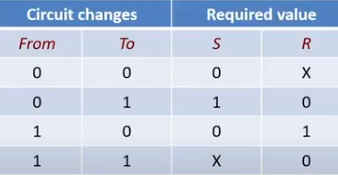 Circuit changes Required value
From To S R
0 0 0 X
0 1 1 0
1 0 0 1
1 1 X 0